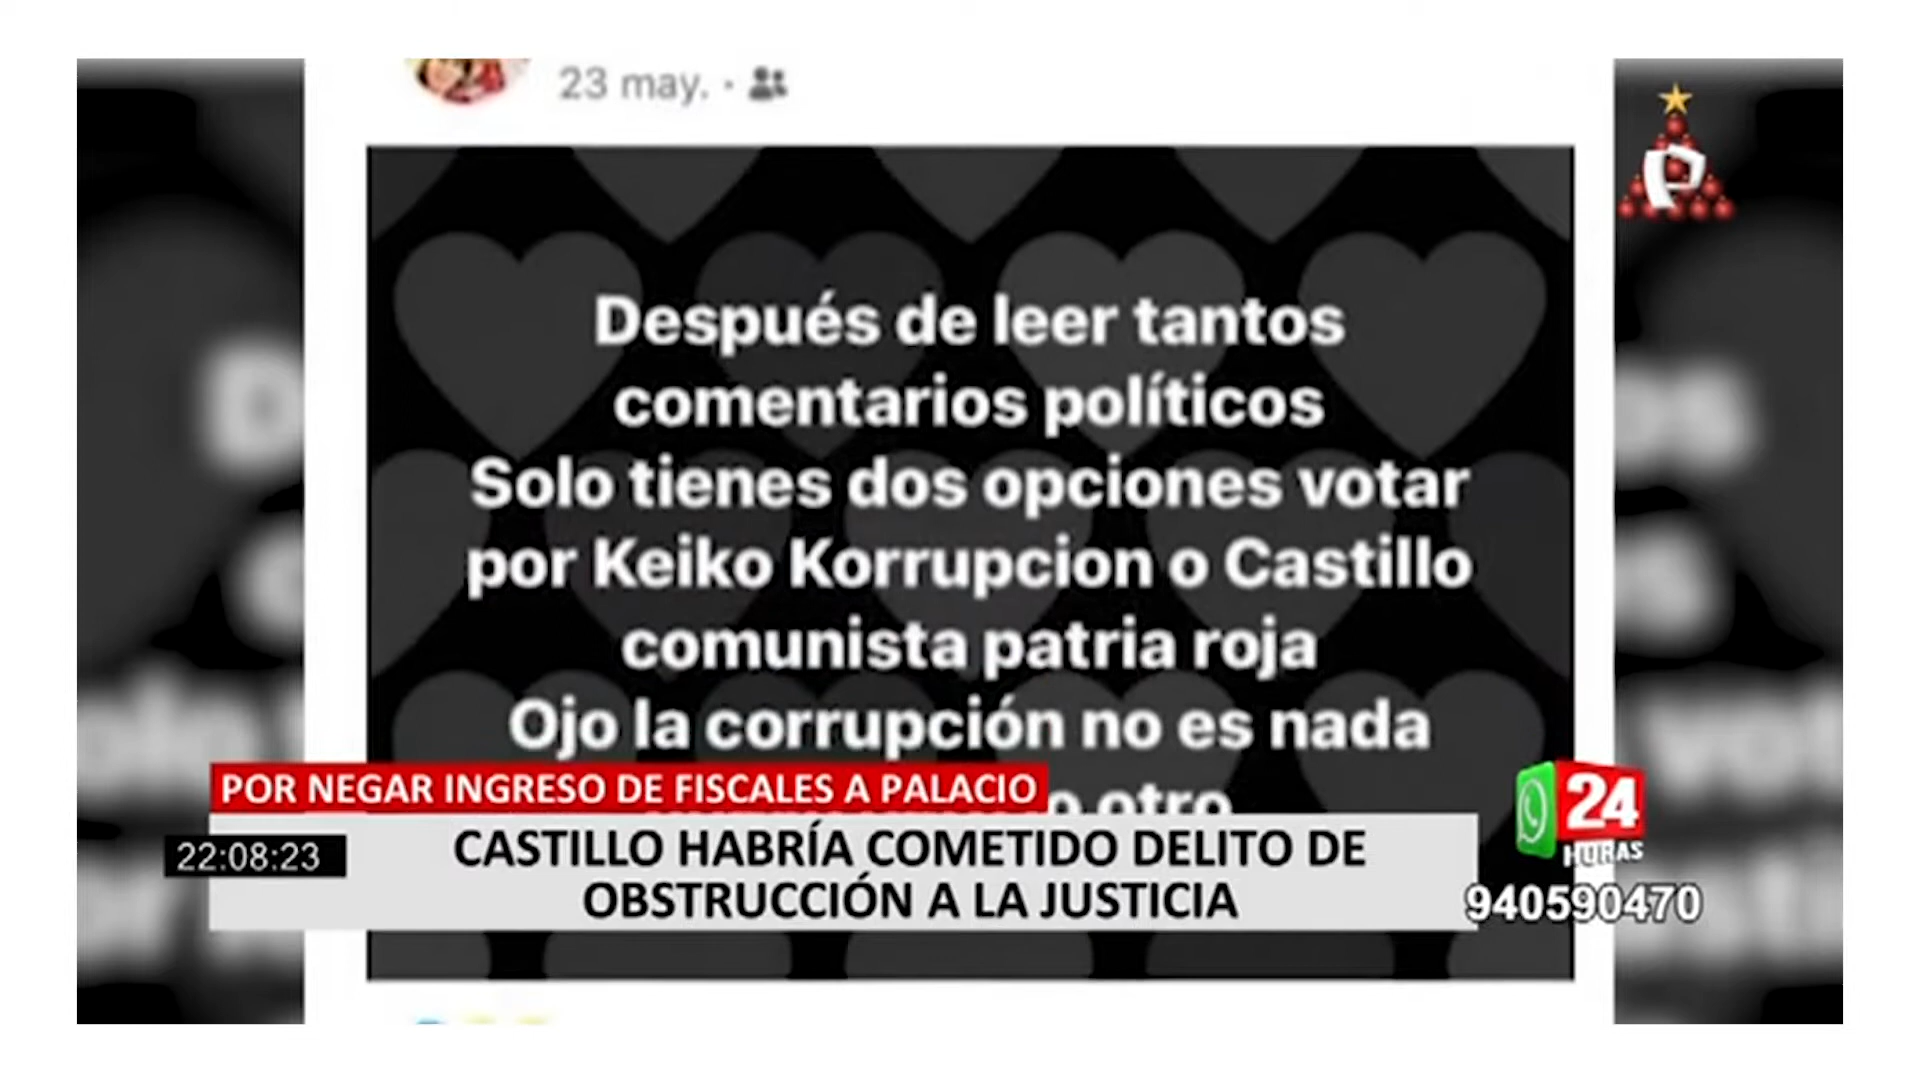 23 may.
Después de leer tantos
comentarios políticos
Solo tienes dos opciones votar
por Keiko Korrupcion o Castillo
comunista patria roja
Ojo la corrupción no es nada
otro
POR NEGAR INGRESO DE FISCALES A PALACIO
CASTILLO HABRÍA COMETIDO DELITO DE
OBSTRUCCIÓN A LA JUSTICIA
22:08:23
24
HORAS
940590470
P